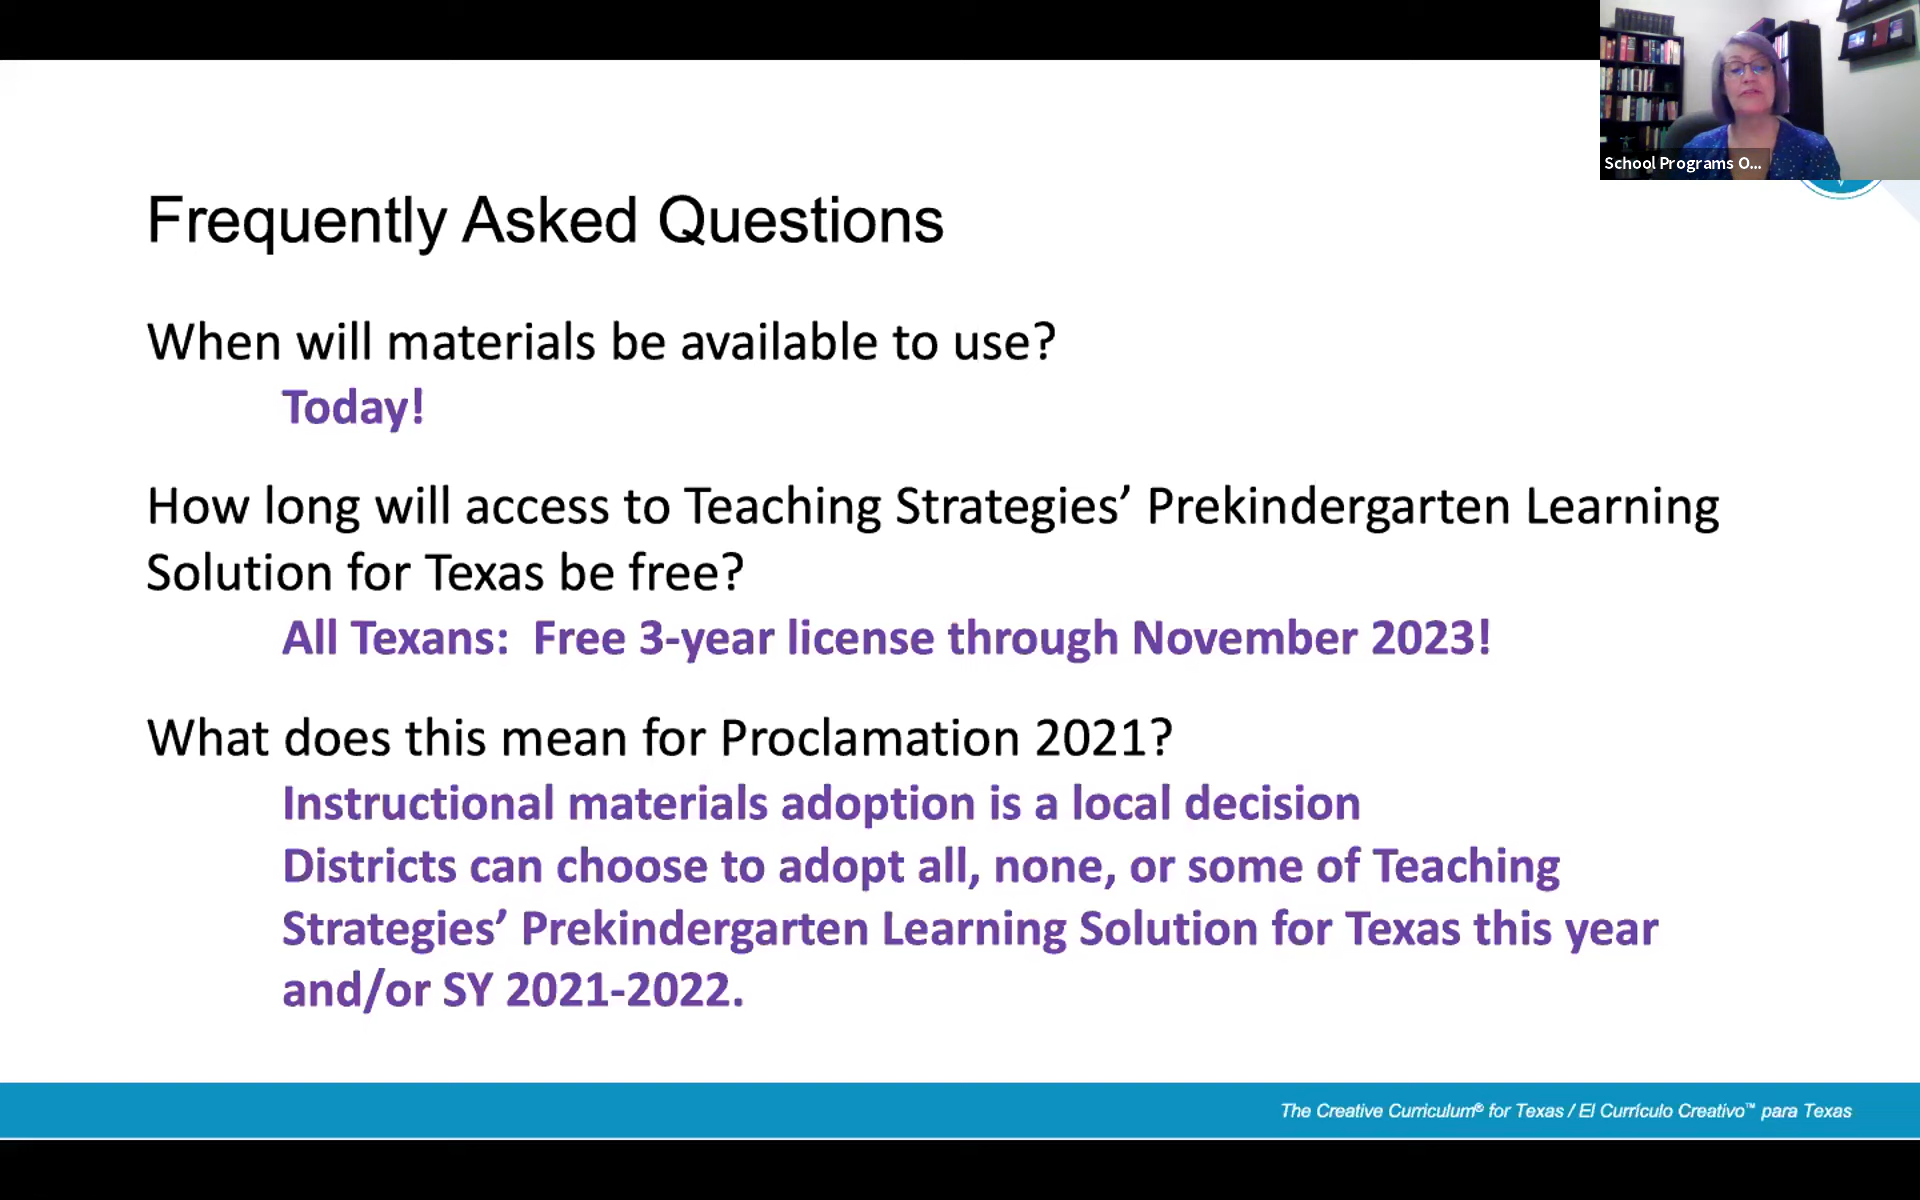 School Programs O...
Frequently Asked Questions
When will materials be available to use?
Today!
How long will access to Teaching Strategies’ Prekindergarten Learning
Solution for Texas be free?
All Texans:  Free 3-year license through November 2023!
What does this mean for Proclamation 2021?
Instructional materials adoption is a local decision
Districts can choose to adopt all, none, or some of Teaching
Strategies’ Prekindergarten Learning Solution for Texas this year
and/or SY 2021-2022.
The Creative Curriculum® for Texas / El Currículo Creativo™ para Texas